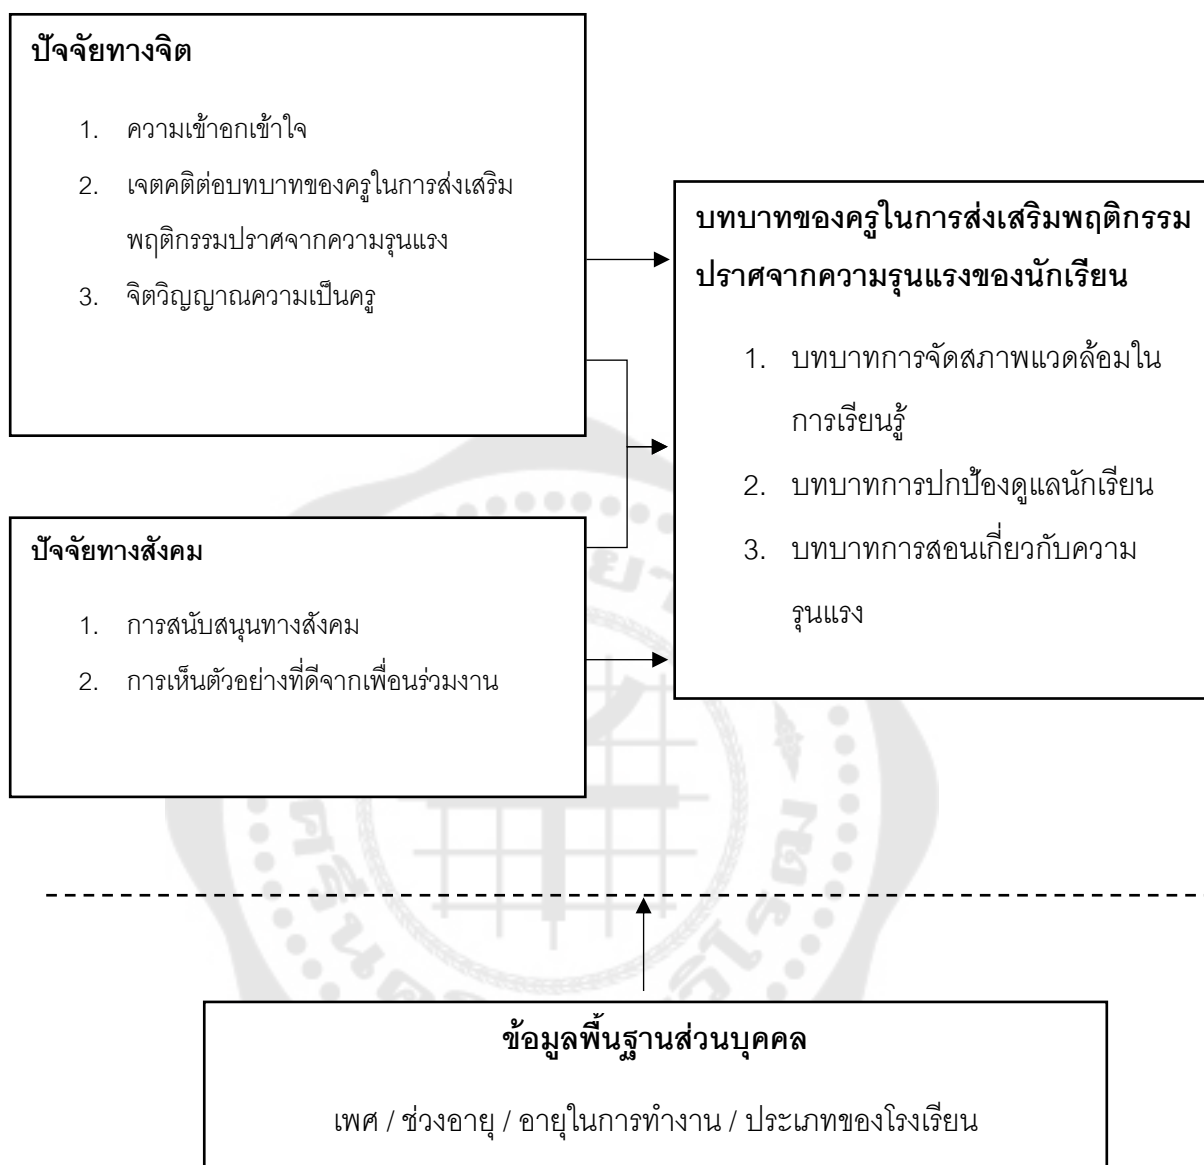 ปัจจัยทางจิต
1. ความเข้าอกเข้าใจ
2. เจตคติต่อบทบาทของครูในการส่งเสริม
พฤติกรรมปราศจากความรุนแรง
3. จิตวิญญาณความเป็นครู
ปัจจัยทางสังคม
1. การสนับสนุนทางสังคม
2. การเห็นตัวอย่างที่ดีจากเพื่อนร่วมงาน
บทบาทของครูในการส่งเสริมพฤติกรรม
ปราศจากความรุนแรงของนักเรียน
1. บทบาทการจัดสภาพแวดล้อมใน
การเรียนรู้
2. บทบาทการปกป้องดูแลนักเรียน
3. บทบาทการสอนเกี่ยวกับความ
รุนแรง
ข้อมูลพื้นฐานส่วนบุคคล
เพศ / ช่วงอายุ / อายุในการทำงาน / ประเภทของโรงเรียน